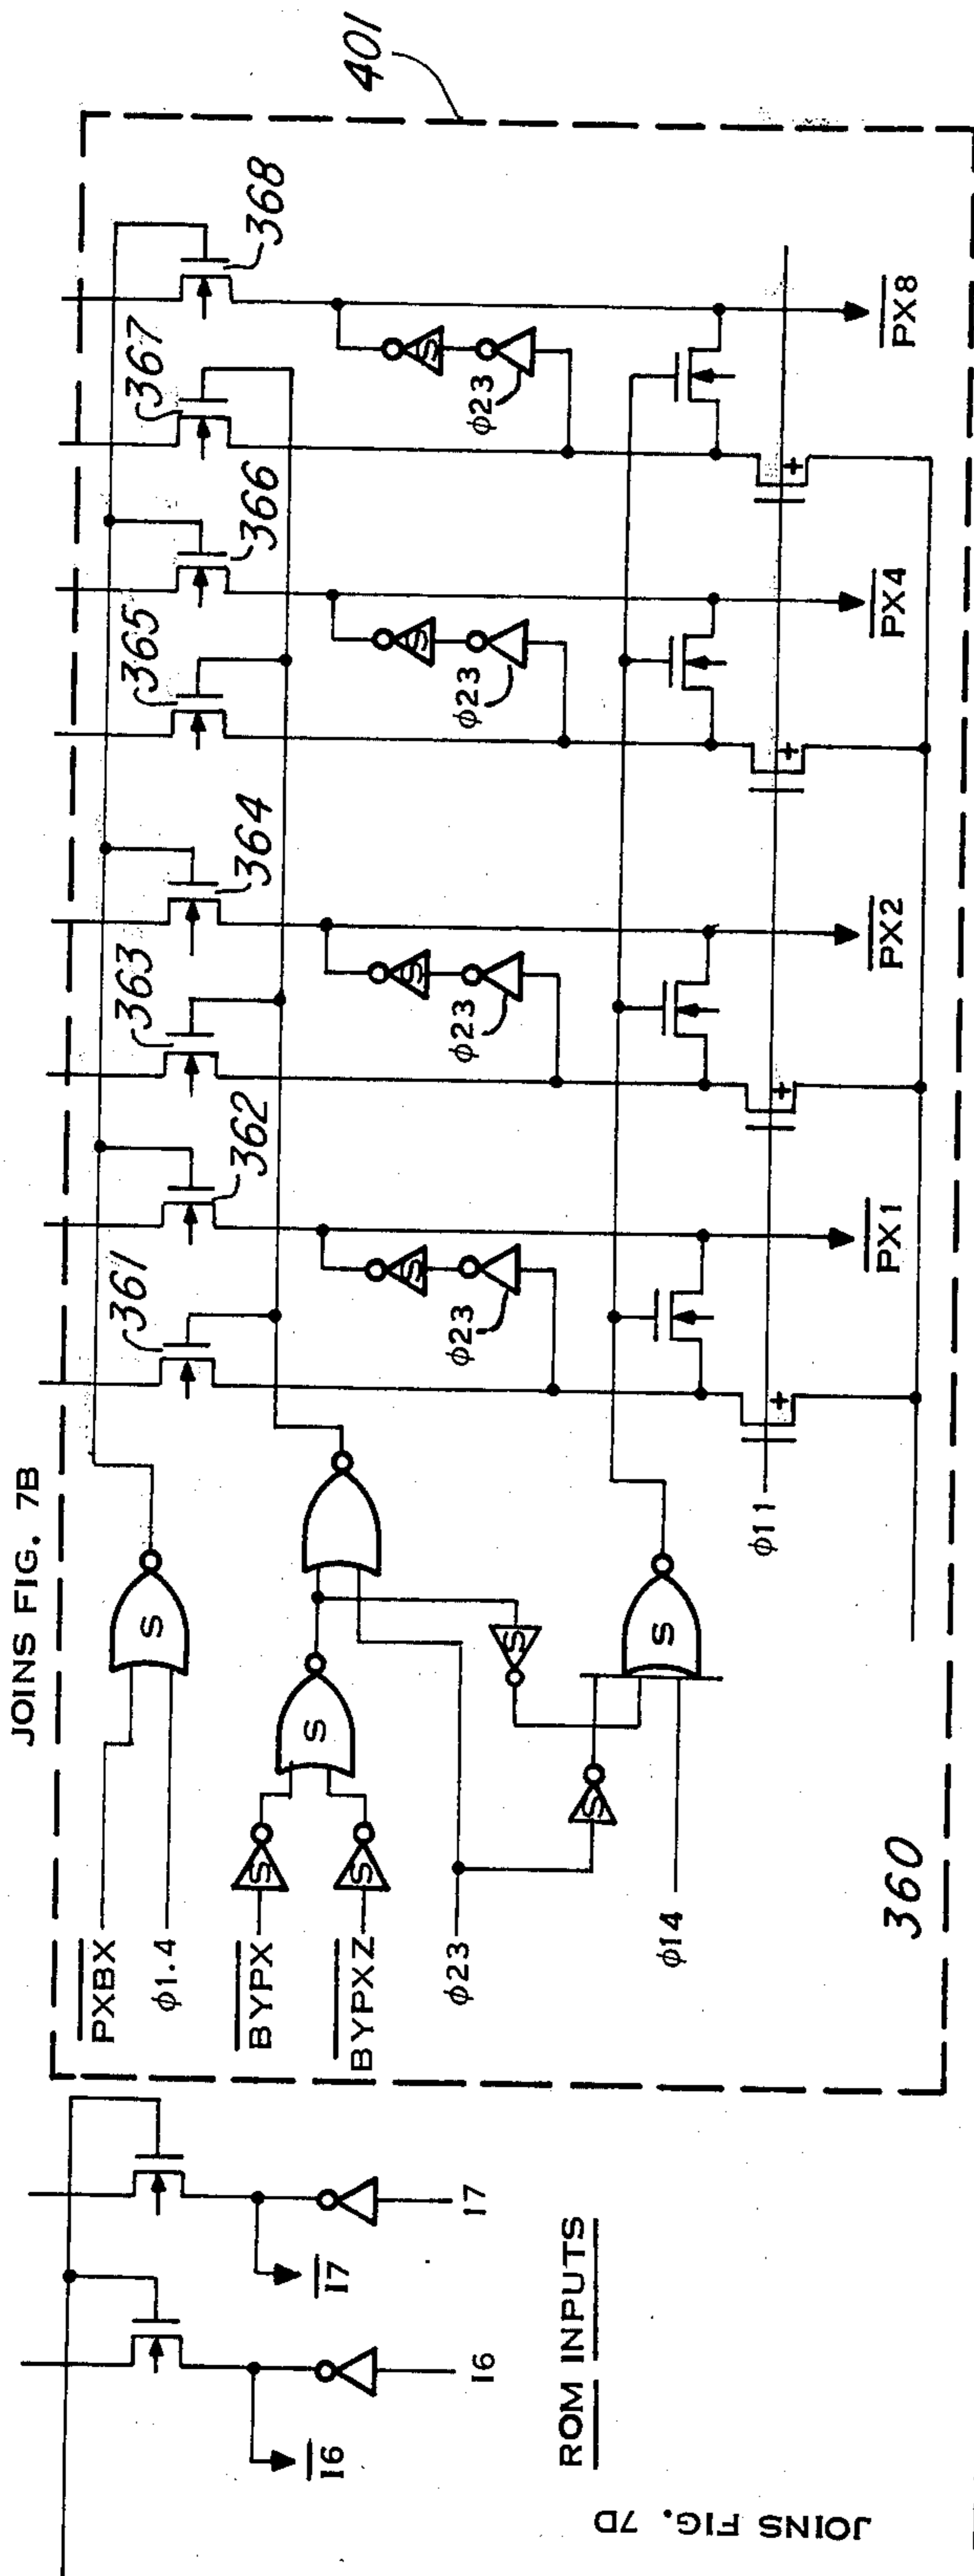 JOINS FIG. 7B
401
361
362
363
364
365
366
367
368
PXBX
φ1.4
S
BYPX
S
BYPXZ
S
S
φ23
S
S
S
φ14
φ23
S
φ23
S
φ23
S
φ23
S
φ11
+
+
+
+
PX1
PX2
PX4
PX8
360
I6
I6
I7
I7
ROM INPUTS
JOINS FIG. 7D